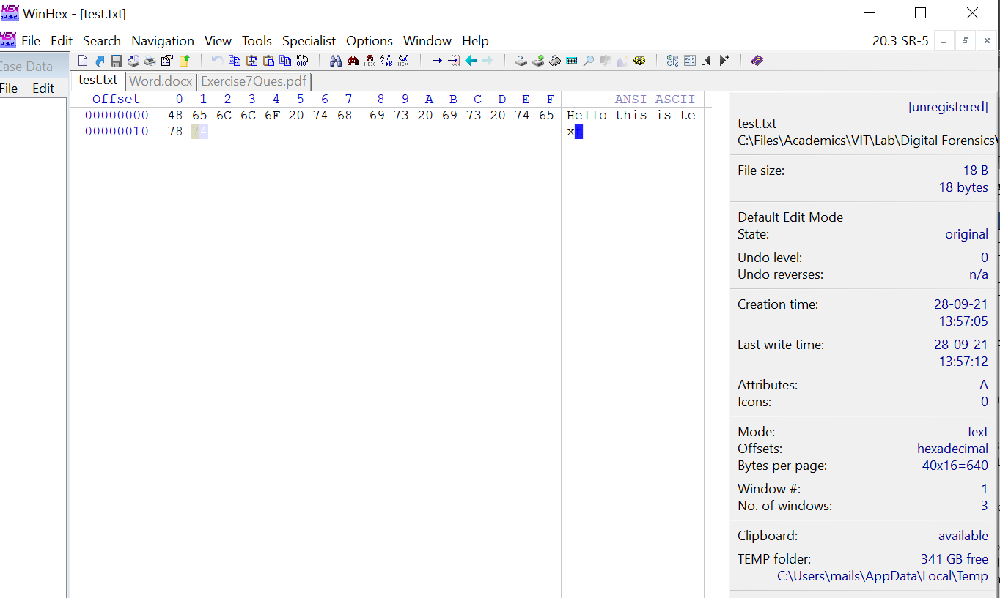 WinHex - [test.txt]
File Edit Search Navigation View Tools Specialist Options Window Help 20.3 SR-5
Case Data
File Edit
test.txt Word.docx Exercise7Ques.pdf
Offset 0 1 2 3 4 5 6 7 8 9 A B C D E F ANSI ASCII
00000000 48 65 6C 6C 6F 20 74 68 69 73 20 69 73 20 74 65 Hello this is te
00000010 78 74 xt
[unregistered]
test.txt
C:\Files\Academics\VIT\Lab\Digital Forensics\
File size: 18 B
18 bytes
Default Edit Mode
State: original
Undo level: 0
Undo reverses: n/a
Creation time: 28-09-21
13:57:05
Last write time: 28-09-21
13:57:12
Attributes: A
Icons: 0
Mode: Text
Offsets: hexadecimal
Bytes per page: 40x16=640
Window #: 1
No. of windows: 3
Clipboard: available
TEMP folder: 341 GB free
C:\Users\mails\AppData\Local\Temp